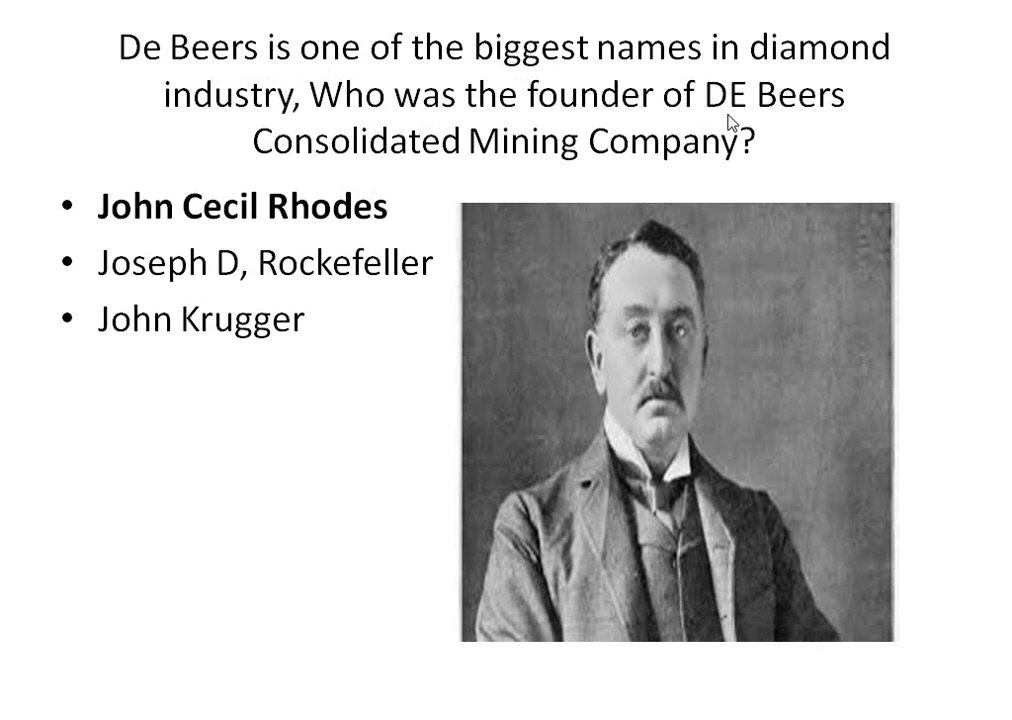 De Beers is one of the biggest names in diamond
industry, Who was the founder of DE Beers
Consolidated Mining Company?
• John Cecil Rhodes
• Joseph D, Rockefeller
• John Krugger